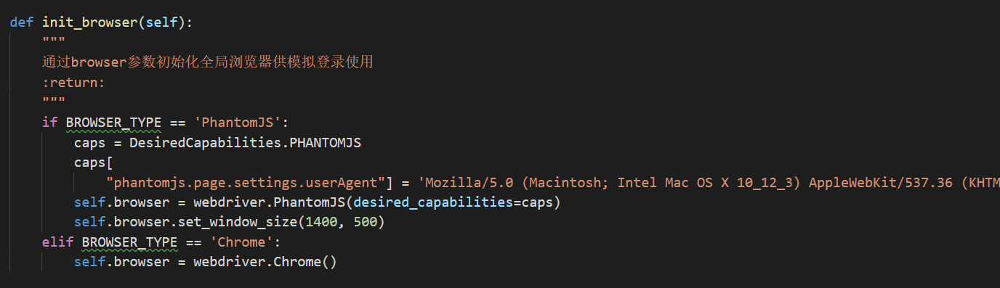 def init_browser(self):
"""
通过browser参数初始化全局浏览器供模拟登录使用
:return:
"""
if BROWSER_TYPE == 'PhantomJS':
caps = DesiredCapabilities.PHANTOMJS
caps[
"phantomjs.page.settings.userAgent"] = 'Mozilla/5.0 (Macintosh; Intel Mac OS X 10_12_3) AppleWebKit/537.36 (KHTM
self.browser = webdriver.PhantomJS(desired_capabilities=caps)
self.browser.set_window_size(1400, 500)
elif BROWSER_TYPE == 'Chrome':
self.browser = webdriver.Chrome()